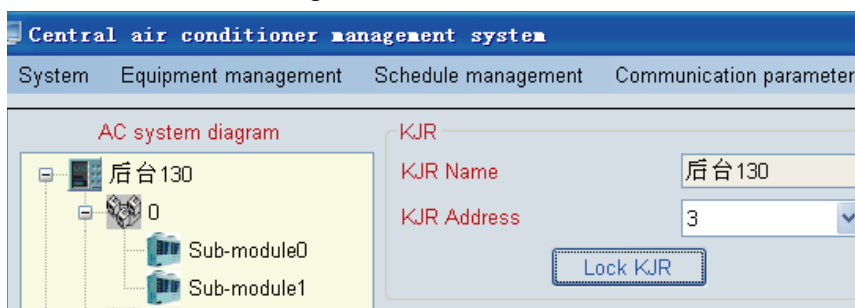 Central air conditioner management system
System Equipment management Schedule management Communication parameter
AC system diagram
后台130
0
Sub-module0
Sub-module1
KJR
KJR Name 后台130
KJR Address 3
Lock KJR